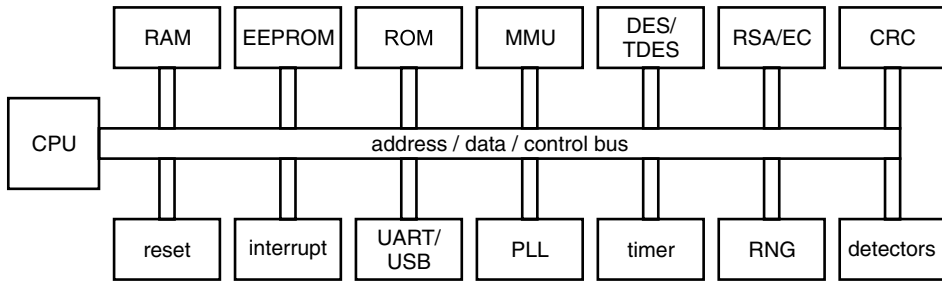 RAM
EEPROM
ROM
MMU
DES/
TDES
RSA/EC
CRC
CPU
address / data / control bus
reset
interrupt
UART/
USB
PLL
timer
RNG
detectors